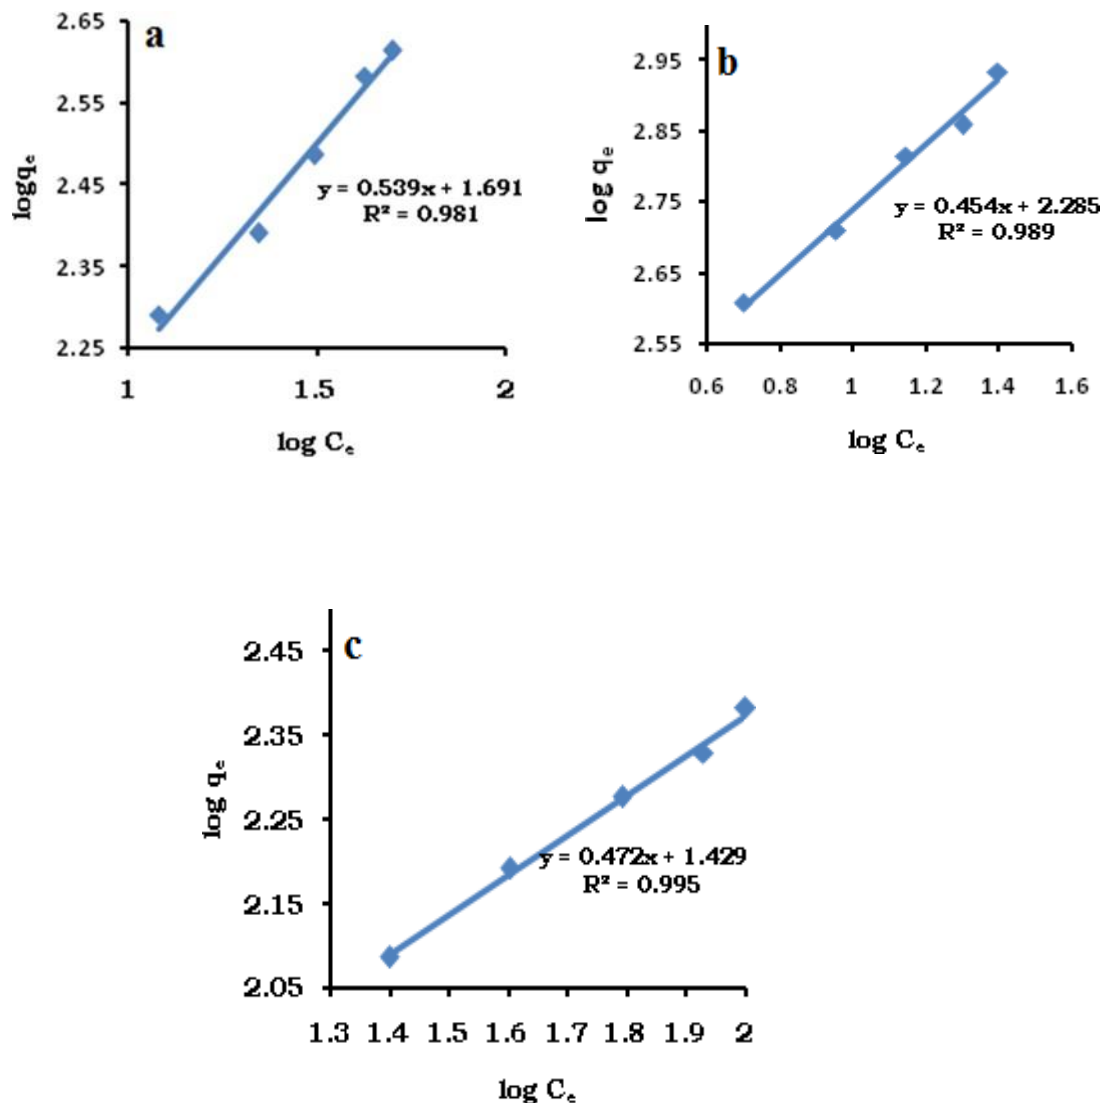 a
2.65
2.55
2.45
2.35
2.25
logqₑ
y = 0.539x + 1.691
R² = 0.981
1 1.5 2
log Cₑ
b
2.95
2.85
2.75
2.65
2.55
log qₑ
y = 0.454x + 2.285
R² = 0.989
0.6 0.8 1 1.2 1.4 1.6
log Cₑ
c
2.45
2.35
2.25
2.15
2.05
log qₑ
y = 0.472x + 1.429
R² = 0.995
1.3 1.4 1.5 1.6 1.7 1.8 1.9 2
log Cₑ